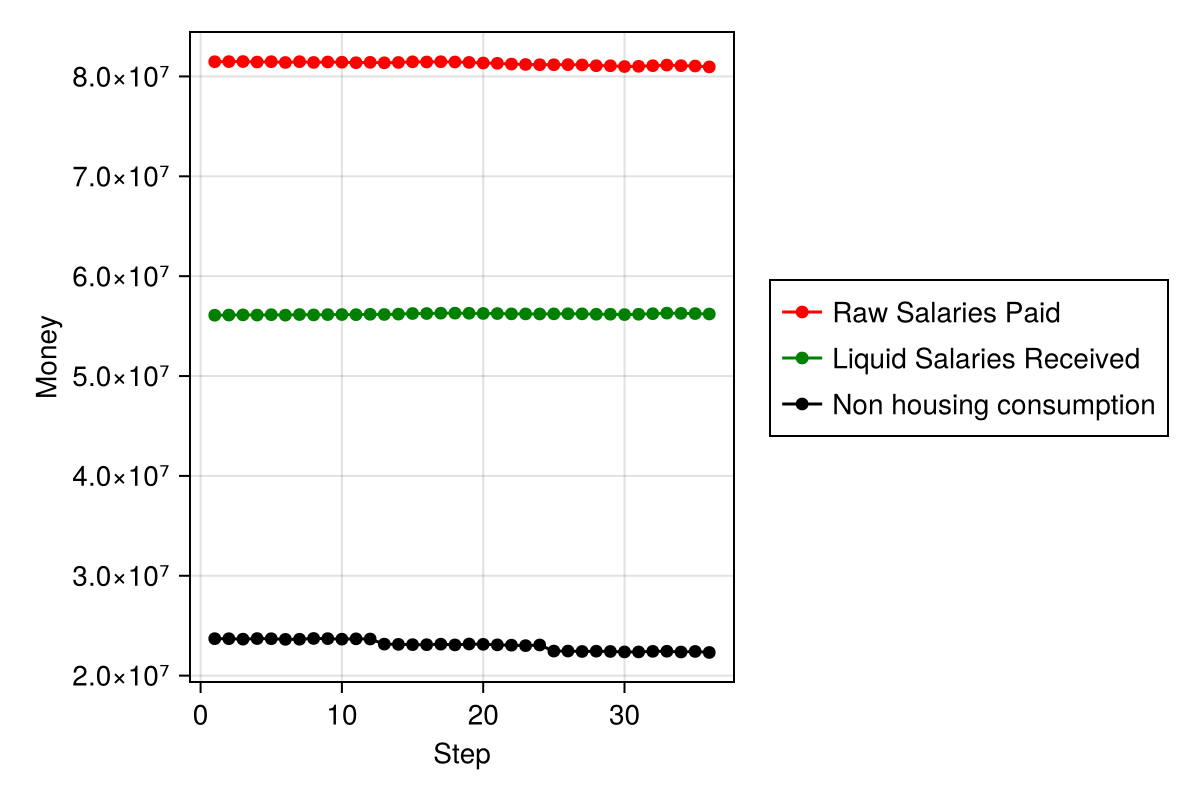 8.0×10⁷
7.0×10⁷
6.0×10⁷
5.0×10⁷
4.0×10⁷
3.0×10⁷
2.0×10⁷
Money
0 10 20 30
Step
Raw Salaries Paid
Liquid Salaries Received
Non housing consumption